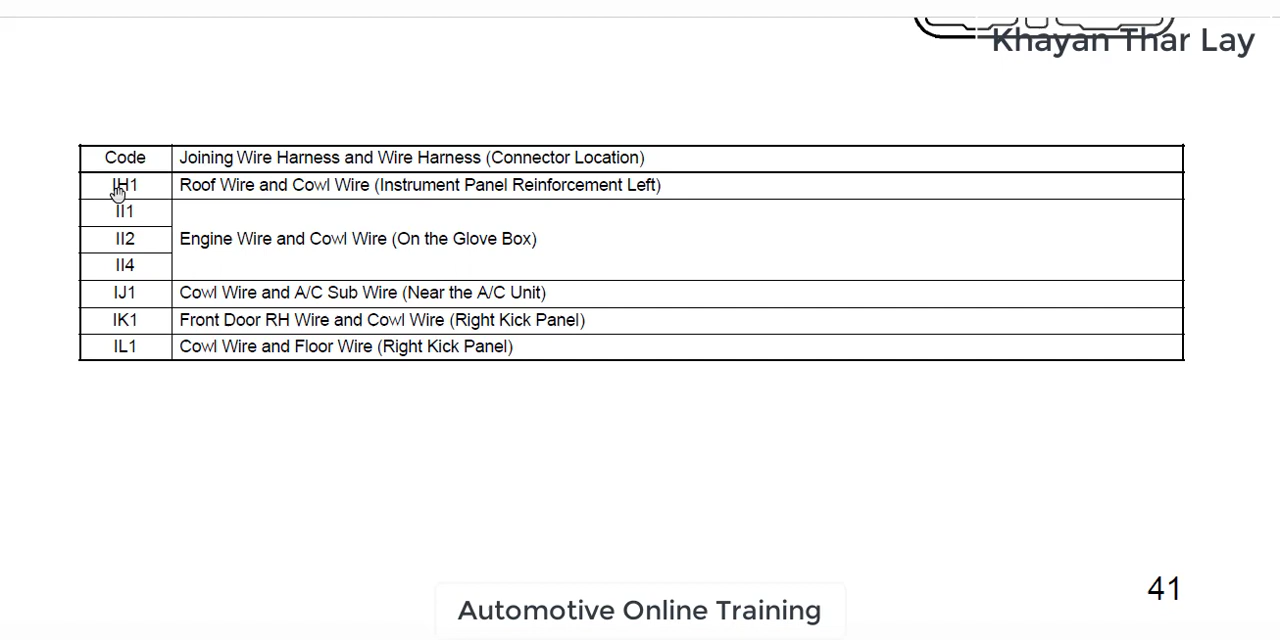 Khayan Thar Lay
Code Joining Wire Harness and Wire Harness (Connector Location)
IH1 Roof Wire and Cowl Wire (Instrument Panel Reinforcement Left)
II1
II2 Engine Wire and Cowl Wire (On the Glove Box)
II4
IJ1 Cowl Wire and A/C Sub Wire (Near the A/C Unit)
IK1 Front Door RH Wire and Cowl Wire (Right Kick Panel)
IL1 Cowl Wire and Floor Wire (Right Kick Panel)
41
Automotive Online Training